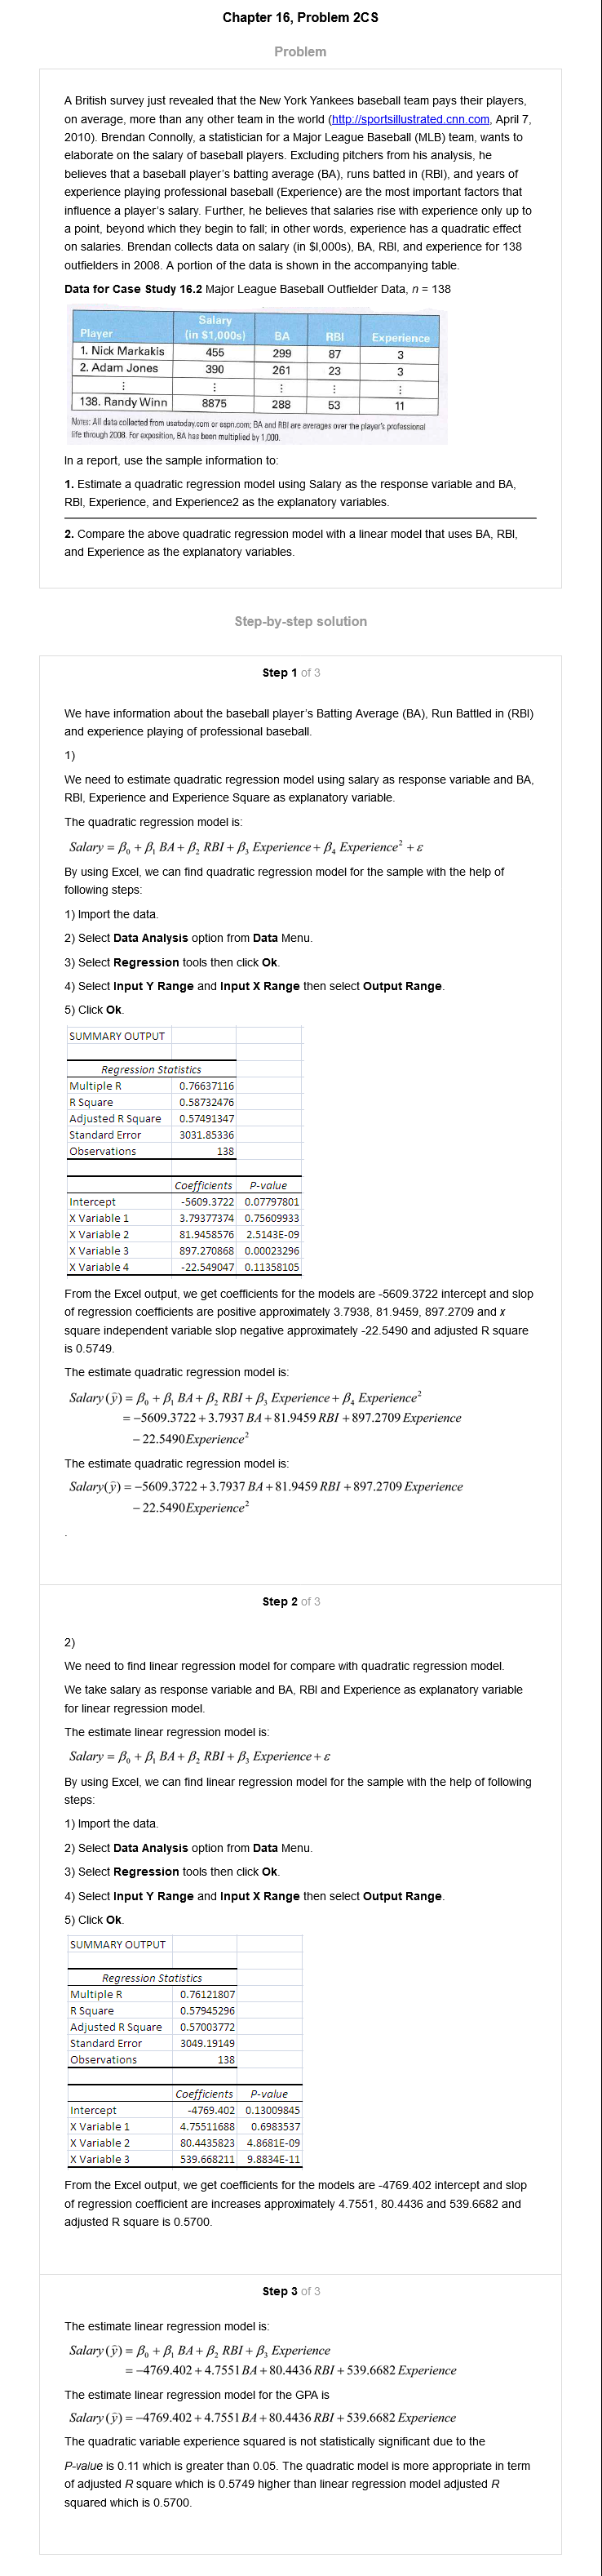 Chapter 16, Problem 2CS
Problem
A British survey just revealed that the New York Yankees baseball team pays their players,
on average, more than any other team in the world (http://sportsillustrated.cnn.com, April 7,
2010). Brendan Connolly, a statistician for a Major League Baseball (MLB) team, wants to
elaborate on the salary of baseball players. Excluding pitchers from his analysis, he
believes that a baseball player's batting average (BA), runs batted in (RBI), and years of
experience playing professional baseball (Experience) are the most important factors that
influence a player's salary. Further, he believes that salaries rise with experience only up to
a point, beyond which they begin to fall; in other words, experience has a quadratic effect
on salaries. Brendan collects data on salary (in $l,000s), BA, RBI, and experience for 138
outfielders in 2008. A portion of the data is shown in the accompanying table.
Data for Case Study 16.2 Major League Baseball Outfielder Data, n = 138
Salary
Player (in $1,000s) BA RBI Experience
1. Nick Markakis 455 299 87 3
2. Adam Jones 390 261 23 3
⋮ ⋮ ⋮ ⋮ ⋮
138. Randy Winn 8875 288 53 11
Notes: All data collected from usatoday.com or espn.com; BA and RBI are averages over the player's professional
life through 2008. For exposition, BA has been multiplied by 1,000.
In a report, use the sample information to:
1. Estimate a quadratic regression model using Salary as the response variable and BA,
RBI, Experience, and Experience2 as the explanatory variables.
2. Compare the above quadratic regression model with a linear model that uses BA, RBI,
and Experience as the explanatory variables.
Step-by-step solution
Step 1 of 3
We have information about the baseball player's Batting Average (BA), Run Battled in (RBI)
and experience playing of professional baseball.
1)
We need to estimate quadratic regression model using salary as response variable and BA,
RBI, Experience and Experience Square as explanatory variable.
The quadratic regression model is:
Salary = β₀ + β₁ BA + β₂ RBI + β₃ Experience + β₄ Experience² + ε
By using Excel, we can find quadratic regression model for the sample with the help of
following steps:
1) Import the data.
2) Select Data Analysis option from Data Menu.
3) Select Regression tools then click Ok.
4) Select Input Y Range and Input X Range then select Output Range.
5) Click Ok.
SUMMARY OUTPUT
Regression Statistics
Multiple R 0.76637116
R Square 0.58732476
Adjusted R Square 0.57491347
Standard Error 3031.85336
Observations 138
Coefficients P-value
Intercept -5609.3722 0.07797801
X Variable 1 3.79377374 0.75609933
X Variable 2 81.9458576 2.5143E-09
X Variable 3 897.270868 0.00023296
X Variable 4 -22.549047 0.11358105
From the Excel output, we get coefficients for the models are -5609.3722 intercept and slop
of regression coefficients are positive approximately 3.7938, 81.9459, 897.2709 and x
square independent variable slop negative approximately -22.5490 and adjusted R square
is 0.5749.
The estimate quadratic regression model is:
Salary (ŷ) = β₀ + β₁ BA + β₂ RBI + β₃ Experience + β₄ Experience²
= −5609.3722 + 3.7937 BA + 81.9459 RBI + 897.2709 Experience
− 22.5490 Experience²
The estimate quadratic regression model is:
Salary(ŷ) = −5609.3722 + 3.7937 BA + 81.9459 RBI + 897.2709 Experience
− 22.5490 Experience²
.
Step 2 of 3
2)
We need to find linear regression model for compare with quadratic regression model.
We take salary as response variable and BA, RBI and Experience as explanatory variable
for linear regression model.
The estimate linear regression model is:
Salary = β₀ + β₁ BA + β₂ RBI + β₃ Experience + ε
By using Excel, we can find linear regression model for the sample with the help of following
steps:
1) Import the data.
2) Select Data Analysis option from Data Menu.
3) Select Regression tools then click Ok.
4) Select Input Y Range and Input X Range then select Output Range.
5) Click Ok.
SUMMARY OUTPUT
Regression Statistics
Multiple R 0.76121807
R Square 0.57945296
Adjusted R Square 0.57003772
Standard Error 3049.19149
Observations 138
Coefficients P-value
Intercept -4769.402 0.13009845
X Variable 1 4.75511688 0.6983537
X Variable 2 80.4435823 4.8681E-09
X Variable 3 539.668211 9.8834E-11
From the Excel output, we get coefficients for the models are -4769.402 intercept and slop
of regression coefficient are increases approximately 4.7551, 80.4436 and 539.6682 and
adjusted R square is 0.5700.
Step 3 of 3
The estimate linear regression model is:
Salary (ŷ) = β₀ + β₁ BA + β₂ RBI + β₃ Experience
= −4769.402 + 4.7551 BA + 80.4436 RBI + 539.6682 Experience
The estimate linear regression model for the GPA is
Salary (ŷ) = −4769.402 + 4.7551 BA + 80.4436 RBI + 539.6682 Experience
The quadratic variable experience squared is not statistically significant due to the
P-value is 0.11 which is greater than 0.05. The quadratic model is more appropriate in term
of adjusted R square which is 0.5749 higher than linear regression model adjusted R
squared which is 0.5700.